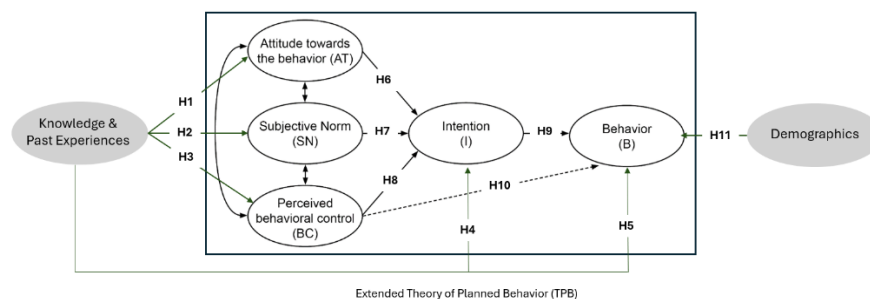 Attitude towards
the behavior (AT)
H6
H1
Knowledge &
Past Experiences
H2
Subjective Norm
(SN)
H7
Intention
(I)
H9
Behavior
(B)
H11
Demographics
H3
H8
Perceived
behavioral control
(BC)
H10
H4
H5
Extended Theory of Planned Behavior (TPB)